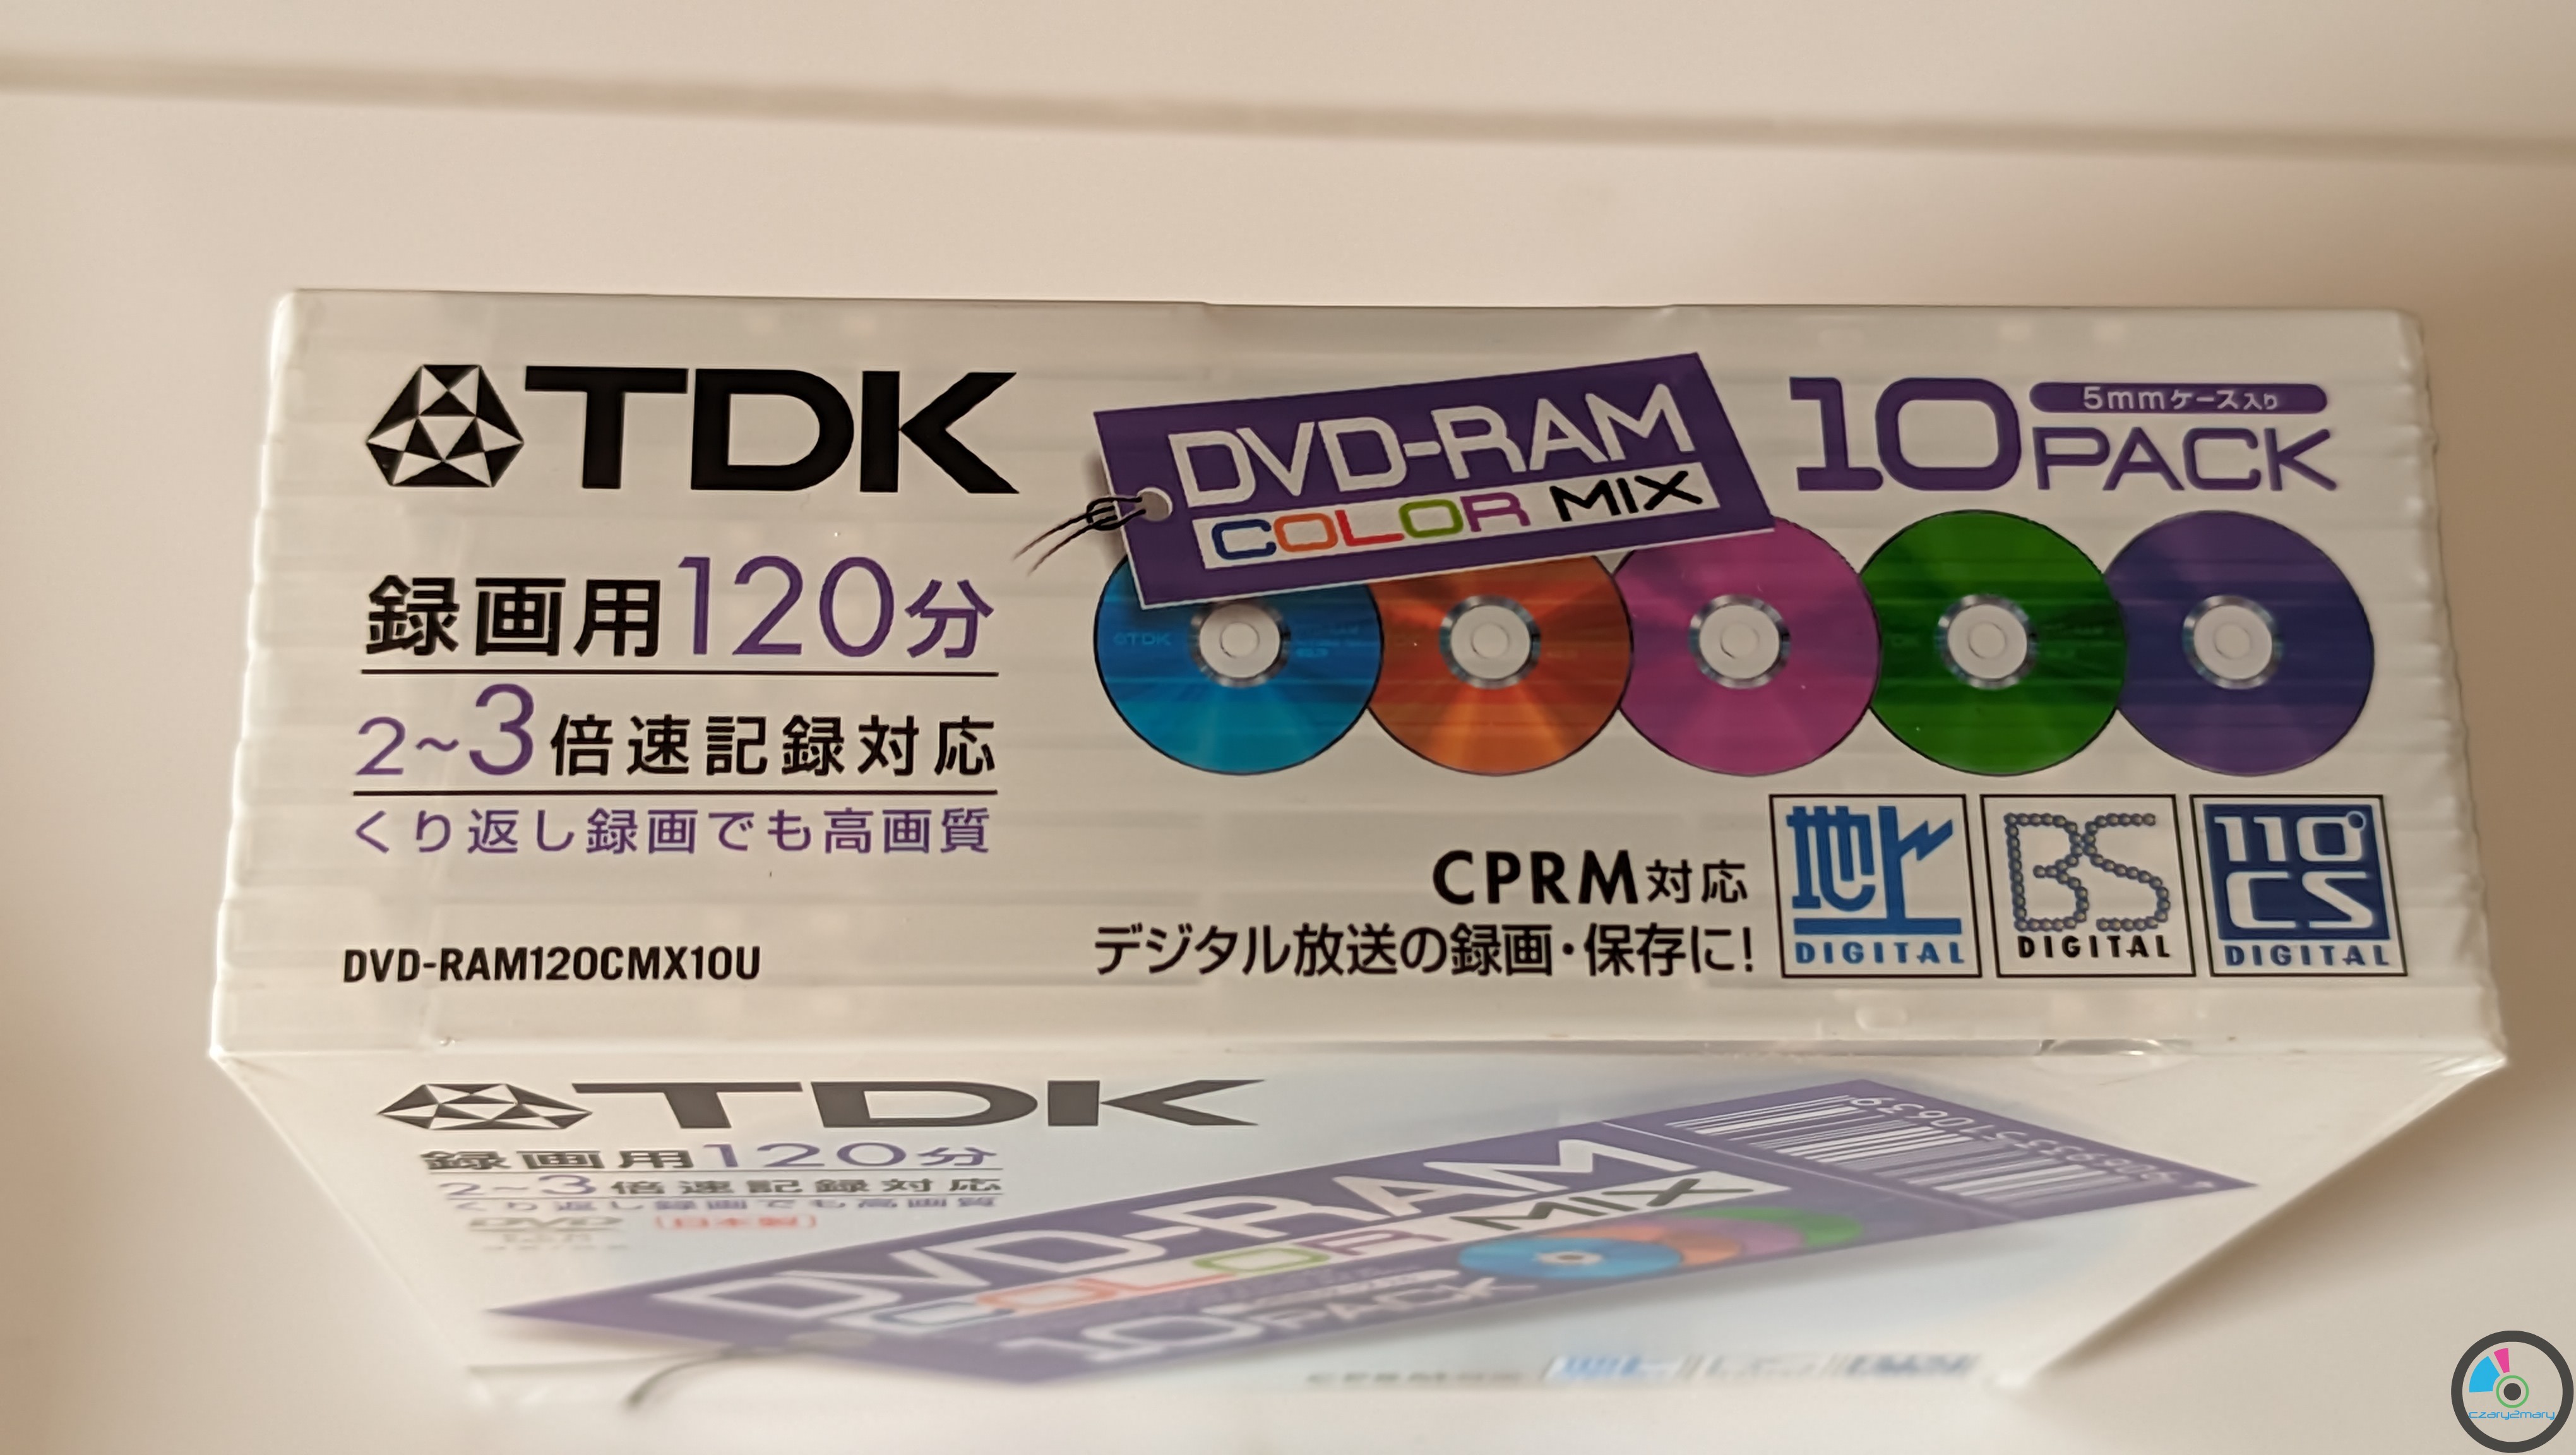 TDK
録画用120分
2~3倍速記録対応
くり返し録画でも高画質
DVD-RAM120CMX10U
DVD-RAM
COLOR MIX
10PACK
5mmケース入り
TDK
CPRM対応
デジタル放送の録画・保存に!
地上
DIGITAL
BS
DIGITAL
110°
CS
DIGITAL
TDK
録画用120分
2~3倍速記録対応
くり返し録画でも高画質
DVD
日本製
DVD-RAM
COLOR MIX
10PACK
czary2mary